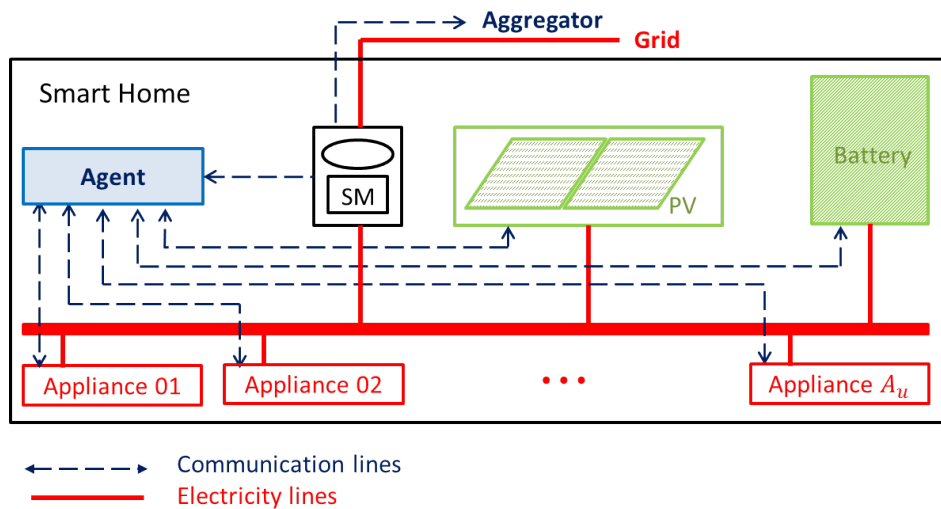 Aggregator
Grid
Smart Home
Agent
SM
PV
Battery
Appliance 01
Appliance 02
...
Appliance A_u
Communication lines
Electricity lines